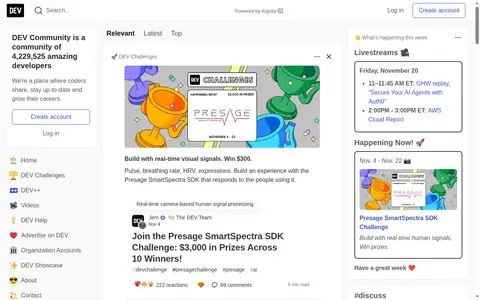 DEV
Search...
Powered by Algolia
Log in
Create account
DEV Community is a
community of
4,229,525 amazing
developers
We're a place where coders
share, stay up-to-date and
grow their careers.
Create account
Log in
Home
DEV Challenges
DEV++
Videos
DEV Help
Advertise on DEV
Organization Accounts
DEV Showcase
About
Contact
Relevant
Latest
Top
DEV Challenges
DEV CHALLENGES
HAPPENING NOW!
$3,000 IN PRIZES
PRESAGE
NOVEMBER 4 - 22
Build with real-time visual signals. Win $300.
Pulse, breathing rate, HRV, expressions. Build an experience with the
Presage SmartSpectra SDK that responds to the people using it.
Real-time camera-based human signal processing
Jern for The DEV Team
Nov 4
Join the Presage SmartSpectra SDK
Challenge: $3,000 in Prizes Across
10 Winners!
#devchallenge #presagechallenge #presage #ai
222 reactions
69 comments
6 min read
What's happening this week
Livestreams
Friday, November 20
11–11:45 AM ET: GHW replay,
"Secure Your AI Agents with
Auth0"
2:00PM - 3:00PM ET: AWS
Cloud Report
Happening Now!
Nov. 4 - Nov. 22
Presage SmartSpectra SDK
Challenge
Build with real-time human signals.
Win prizes.
Have a great week
#discuss